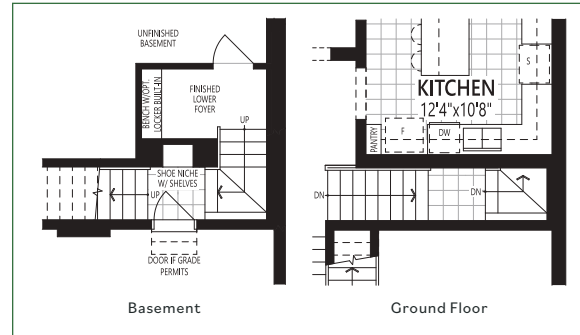 UNFINISHED
BASEMENT
BENCH W/OPT.
LOCKER BUILT-IN
FINISHED
LOWER
FOYER
UP
SHOE NICHE
W/ SHELVES
UP
DOOR IF GRADE
PERMITS
Basement
S
KITCHEN
12'4"x10'8"
PANTRY
F
DW
DN
DN
Ground Floor